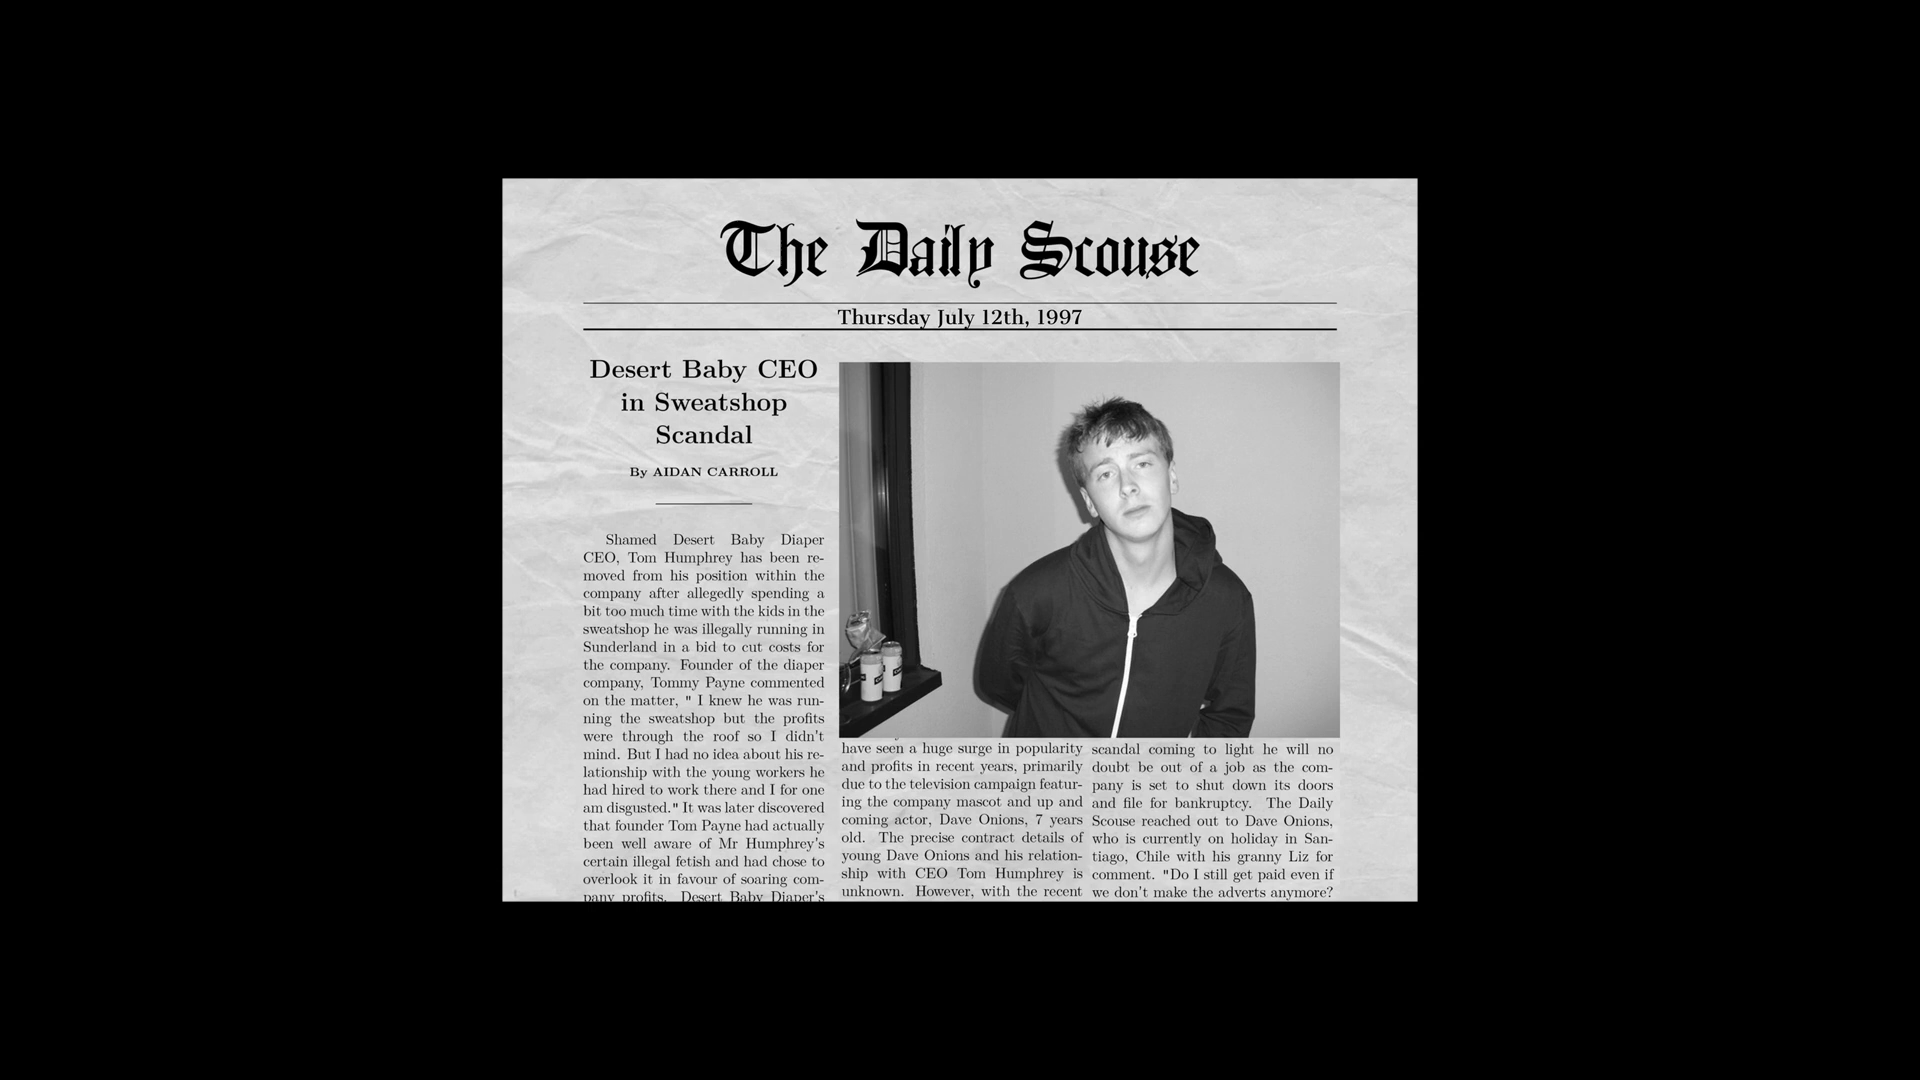 The Daily Scouse
Thursday July 12th, 1997
Desert Baby CEO
in Sweatshop
Scandal
By AIDAN CARROLL
Shamed Desert Baby Diaper
CEO, Tom Humphrey has been re-
moved from his position within the
company after allegedly spending a
bit too much time with the kids in the
sweatshop he was illegally running in
Sunderland in a bid to cut costs for
the company. Founder of the diaper
company, Tommy Payne commented
on the matter, " I knew he was run-
ning the sweatshop but the profits
were through the roof so I didn't
mind. But I had no idea about his re-
lationship with the young workers he
had hired to work there and I for one
am disgusted." It was later discovered
that founder Tom Payne had actually
been well aware of Mr Humphrey's
certain illegal fetish and had chose to
overlook it in favour of soaring com-
pany profits. Desert Baby Diaper's
have seen a huge surge in popularity
and profits in recent years, primarily
due to the television campaign featur-
ing the company mascot and up and
coming actor, Dave Onions, 7 years
old. The precise contract details of
young Dave Onions and his relation-
ship with CEO Tom Humphrey is
unknown. However, with the recent
scandal coming to light he will no
doubt be out of a job as the com-
pany is set to shut down its doors
and file for bankruptcy. The Daily
Scouse reached out to Dave Onions,
who is currently on holiday in San-
tiago, Chile with his granny Liz for
comment. "Do I still get paid even if
we don't make the adverts anymore?